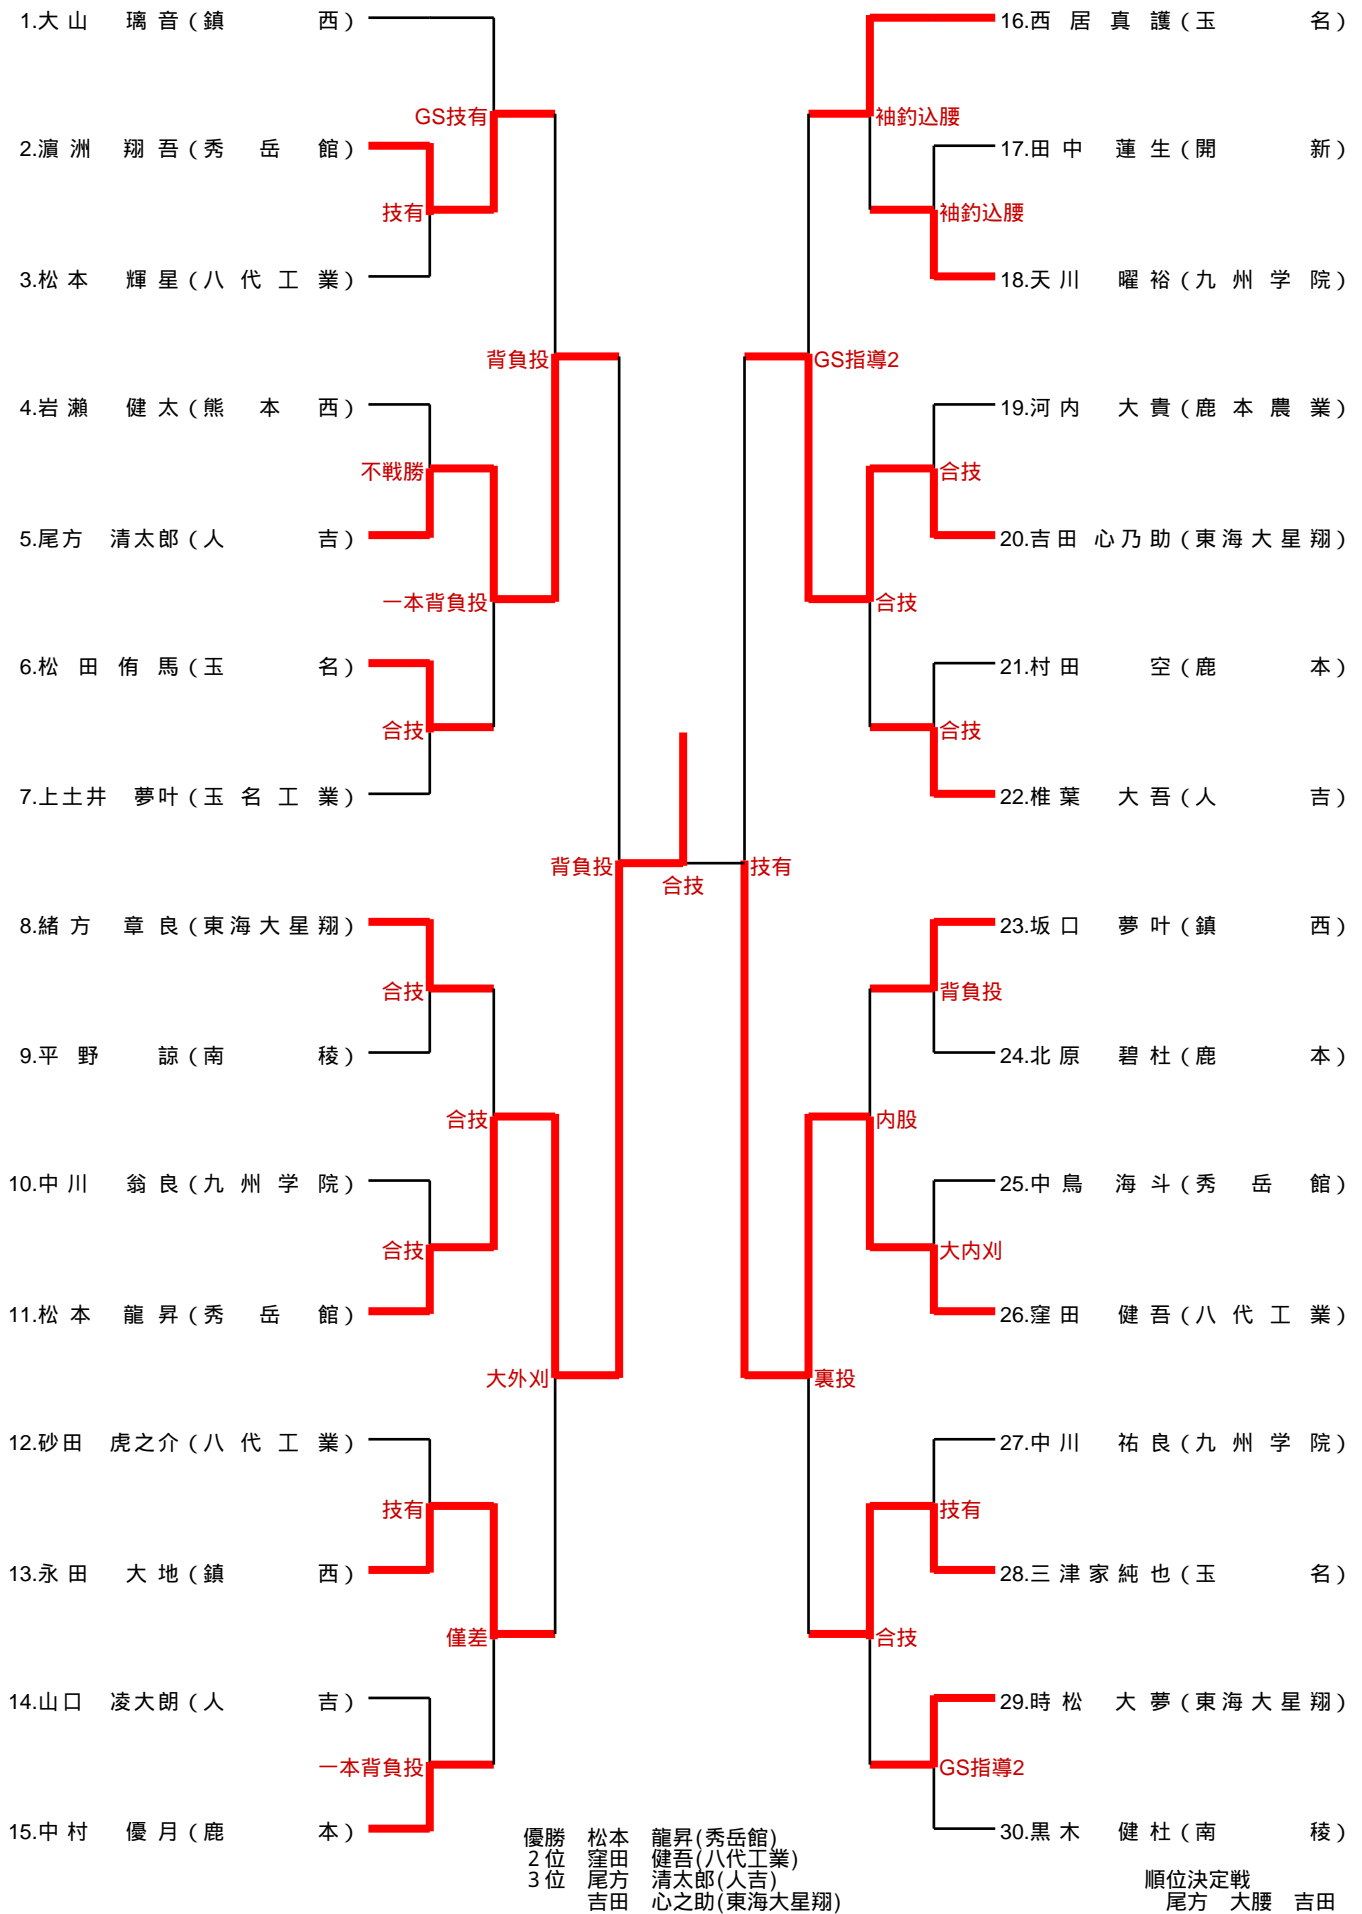 1.大山 璃音(鎮 西)
GS技有
2.濵洲 翔吾(秀 岳 館)
技有
3.松本 輝星(八代工業)
背負投
4.岩瀬 健太(熊 本 西)
不戦勝
5.尾方 清太郎(人 吉)
一本背負投
6.松田侑馬(玉 名)
合技
7.上土井 夢叶(玉名工業)
背負投
合技
8.緒方 章良(東海大星翔)
合技
9.平野 諒(南 稜)
合技
10.中川 翁良(九州学院)
合技
11.松本 龍昇(秀 岳 館)
大外刈
12.砂田 虎之介(八代工業)
技有
13.永田 大地(鎮 西)
僅差
14.山口 凌大朗(人 吉)
一本背負投
15.中村 優月(鹿 本)
16.西居真護(玉 名)
袖釣込腰
17.田中 蓮生(開 新)
袖釣込腰
18.天川 曜裕(九州学院)
GS指導2
19.河内 大貴(鹿本農業)
合技
20.吉田 心乃助(東海大星翔)
合技
21.村田 空(鹿 本)
合技
22.椎葉 大吾(人 吉)
技有
23.坂口 夢叶(鎮 西)
背負投
24.北原 碧杜(鹿 本)
内股
25.中鳥 海斗(秀 岳 館)
大内刈
26.窪田 健吾(八代工業)
裏投
27.中川 祐良(九州学院)
技有
28.三津家純也(玉 名)
合技
29.時松 大夢(東海大星翔)
GS指導2
30.黒木 健杜(南 稜)
優勝 松本 龍昇(秀岳館)
2位 窪田 健吾(八代工業)
3位 尾方 清太郎(人吉)
吉田 心之助(東海大星翔)
順位決定戦
尾方 大腰 吉田